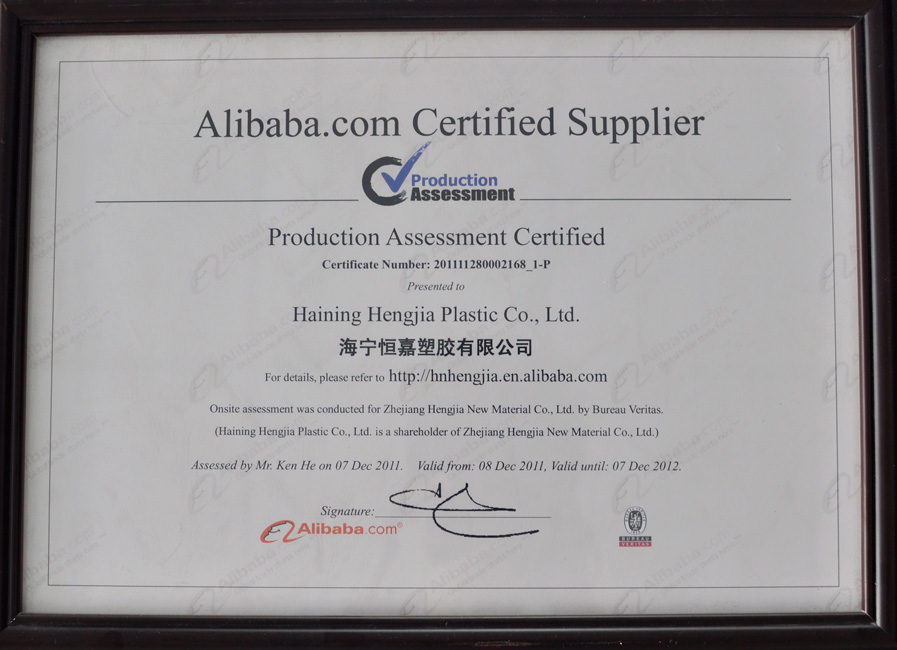 Alibaba.com Certified Supplier
Production
Assessment
Production Assessment Certified
Certificate Number: 201111280002168_1-P
Presented to
Haining Hengjia Plastic Co., Ltd.
海宁恒嘉塑胶有限公司
For details, please refer to http://hnhengjia.en.alibaba.com
Onsite assessment was conducted for Zhejiang Hengjia New Material Co., Ltd. by Bureau Veritas.
(Haining Hengjia Plastic Co., Ltd. is a shareholder of Zhejiang Hengjia New Material Co., Ltd.)
Assessed by Mr. Ken He on 07 Dec 2011. Valid from: 08 Dec 2011, Valid until: 07 Dec 2012.
Signature:
Alibaba.com®
BUREAU
VERITAS